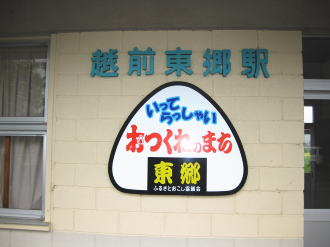 越前東郷駅
いって
らっしゃい
おつくねのまち
東郷
ふるさとおこし協議会